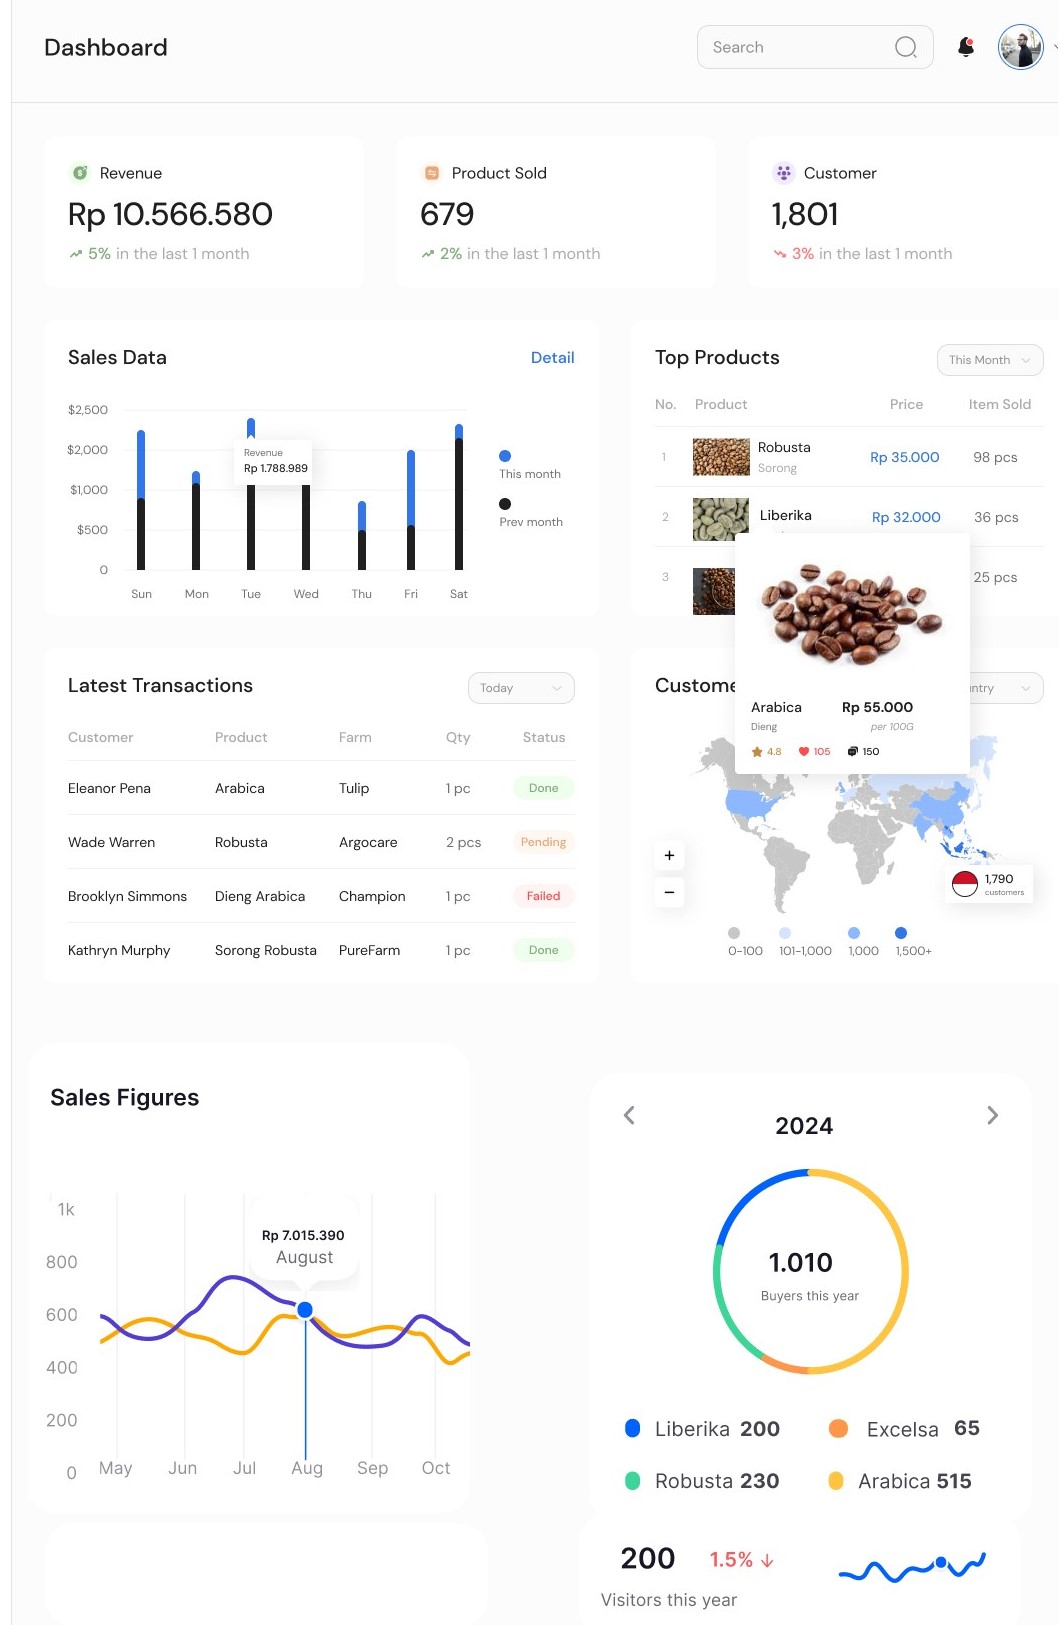 Dashboard
Search
Revenue
Rp 10.566.580
5% in the last 1 month
Product Sold
679
2% in the last 1 month
Customer
1,801
3% in the last 1 month
Sales Data
Detail
$2,500
$2,000
$1,000
$500
0
Revenue
Rp 1.788.989
Sun Mon Tue Wed Thu Fri Sat
This month
Prev month
Top Products
This Month
No. Product Price Item Sold
1 Robusta Rp 35.000 98 pcs
Sorong
2 Liberika Rp 32.000 36 pcs
3 25 pcs
Arabica Rp 55.000
Dieng per 100G
4.8 105 150
Latest Transactions
Today
Customer Product Farm Qty Status
Eleanor Pena Arabica Tulip 1 pc Done
Wade Warren Robusta Argocare 2 pcs Pending
Brooklyn Simmons Dieng Arabica Champion 1 pc Failed
Kathryn Murphy Sorong Robusta PureFarm 1 pc Done
Custome
ntry
+
−
1,790
customers
0-100 101-1,000 1,000 1,500+
Sales Figures
1k
800
600
400
200
0
Rp 7.015.390
August
May Jun Jul Aug Sep Oct
2024
1.010
Buyers this year
Liberika 200
Excelsa 65
Robusta 230
Arabica 515
200 1.5% ↓
Visitors this year